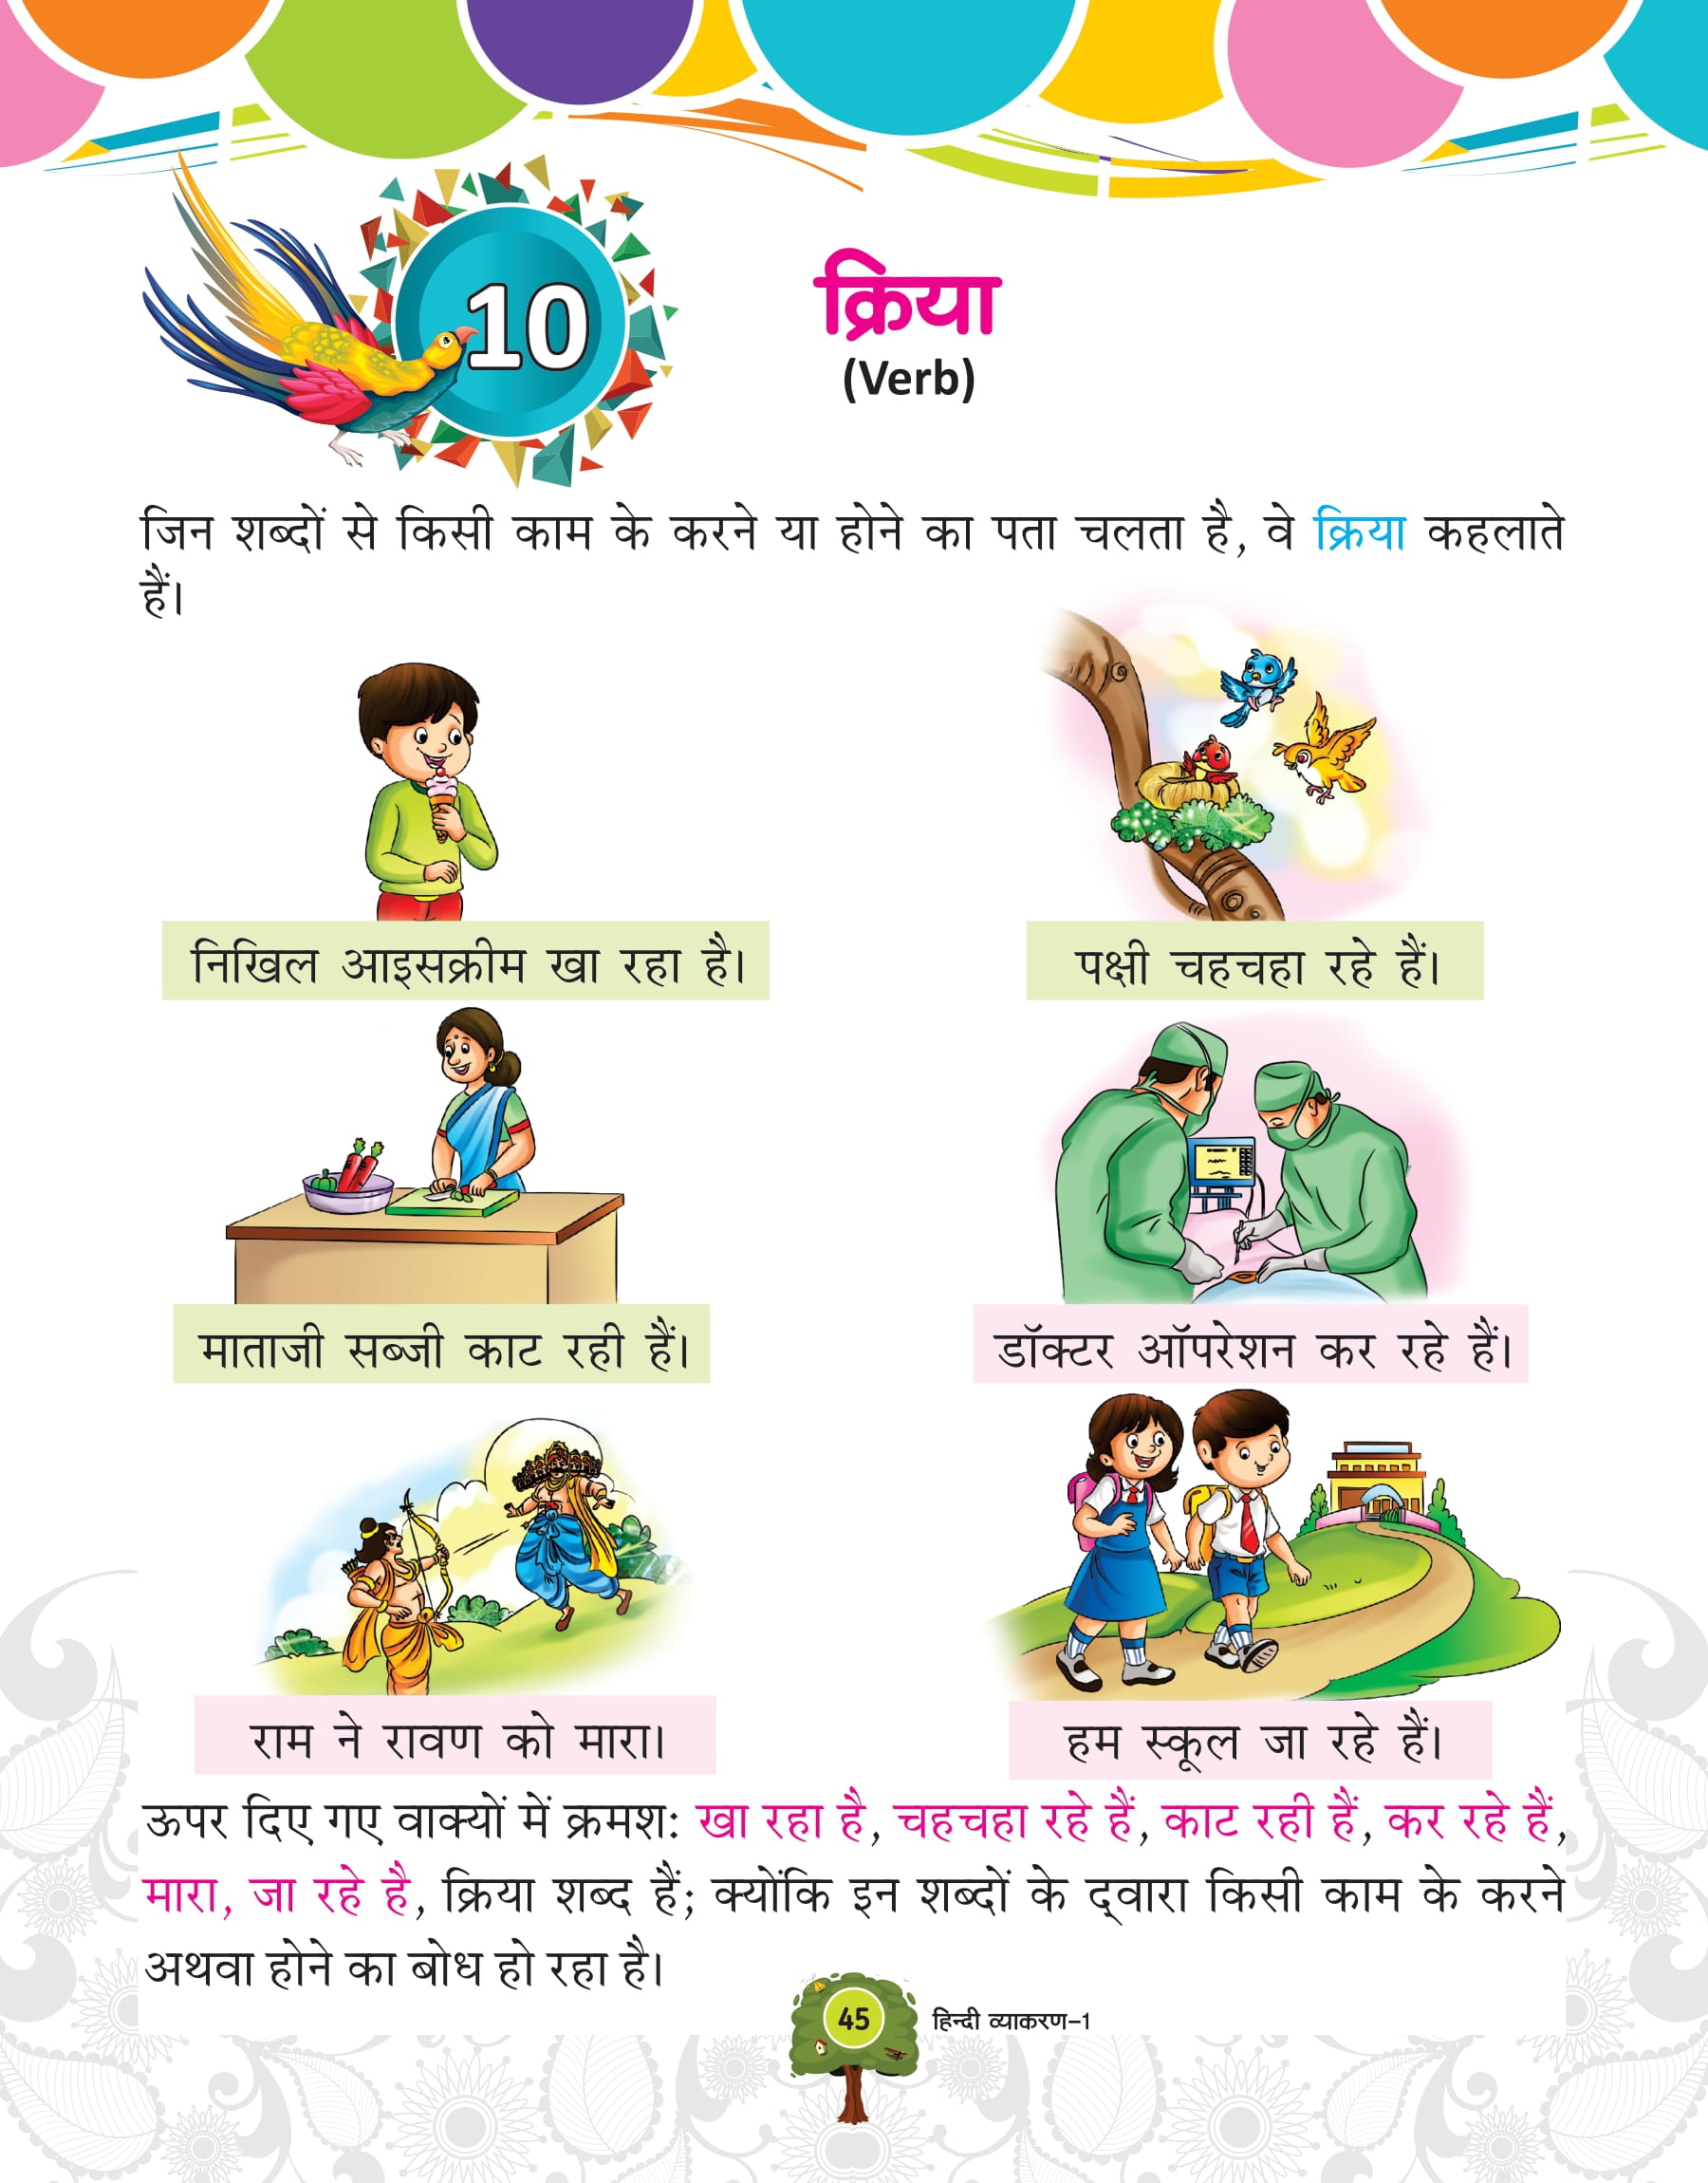 10
क्रिया
(Verb)
जिन शब्दों से किसी काम के करने या होने का पता चलता है, वे क्रिया कहलाते
हैं।
निखिल आइसक्रीम खा रहा है।
पक्षी चहचहा रहे हैं।
माताजी सब्जी काट रही हैं।
डॉक्टर ऑपरेशन कर रहे हैं।
राम ने रावण को मारा।
हम स्कूल जा रहे हैं।
ऊपर दिए गए वाक्यों में क्रमश: खा रहा है, चहचहा रहे हैं, काट रही हैं, कर रहे हैं,
मारा, जा रहे है, क्रिया शब्द हैं; क्योंकि इन शब्दों के द्‌वारा किसी काम के करने
अथवा होने का बोध हो रहा है।
45 हिन्दी व्याकरण-1